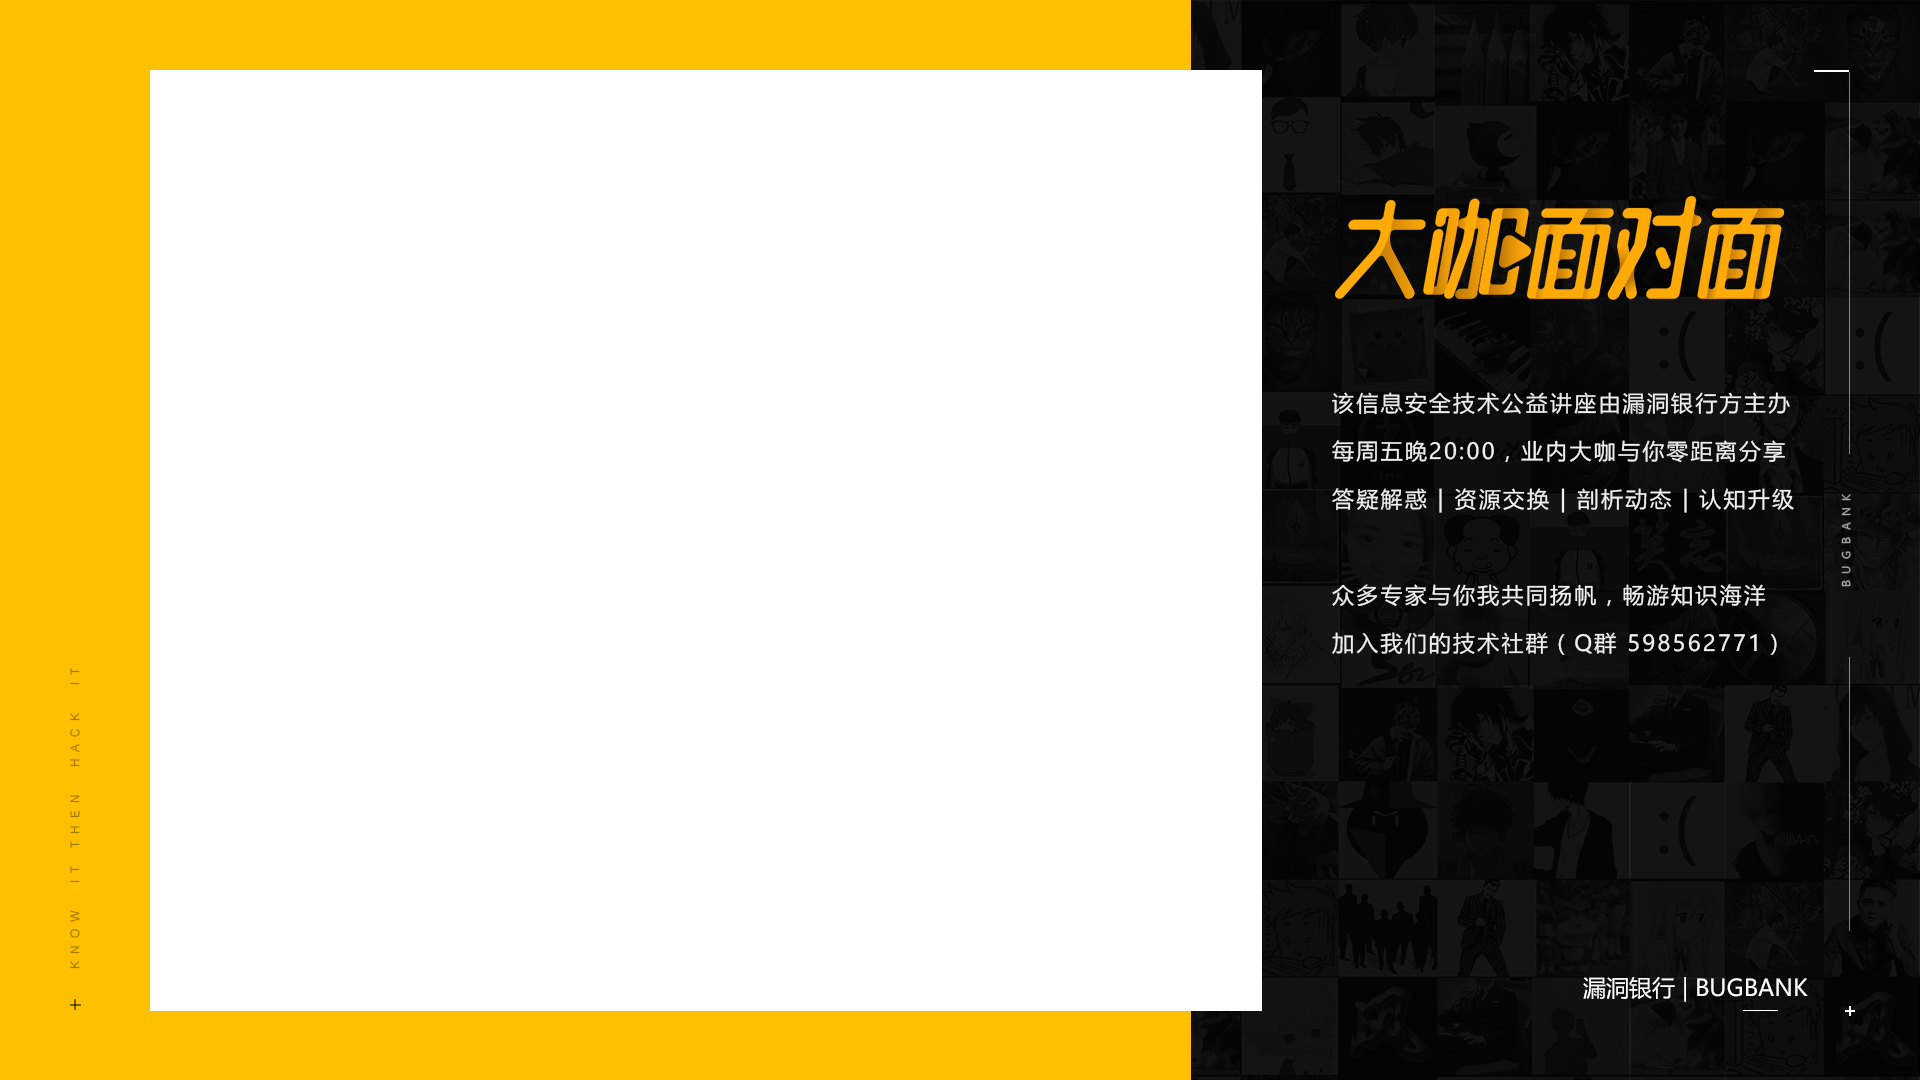 大咖面对面
该信息安全技术公益讲座由漏洞银行方主办
每周五晚20:00，业内大咖与你零距离分享
答疑解惑 | 资源交换 | 剖析动态 | 认知升级
众多专家与你我共同扬帆，畅游知识海洋
加入我们的技术社群（Q群 598562771）
BUGBANK
漏洞银行 | BUGBANK
+ KNOW IT THEN HACK IT